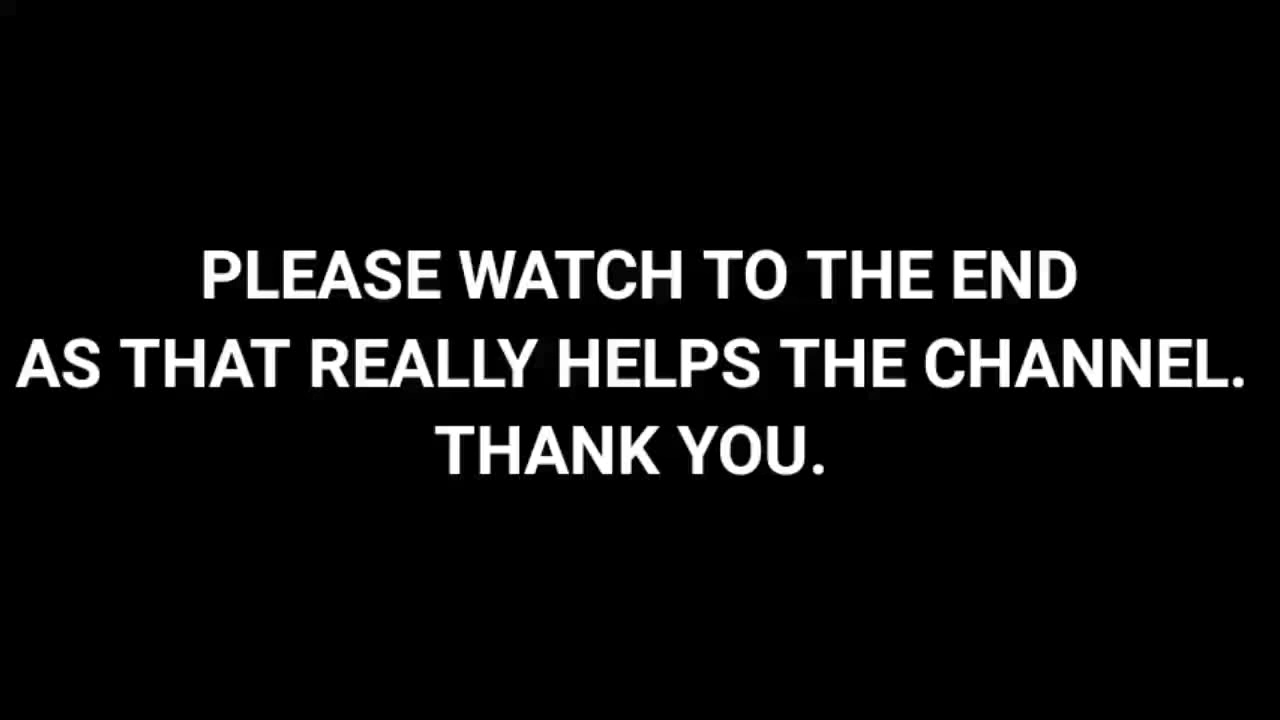 PLEASE WATCH TO THE END
AS THAT REALLY HELPS THE CHANNEL.
THANK YOU.